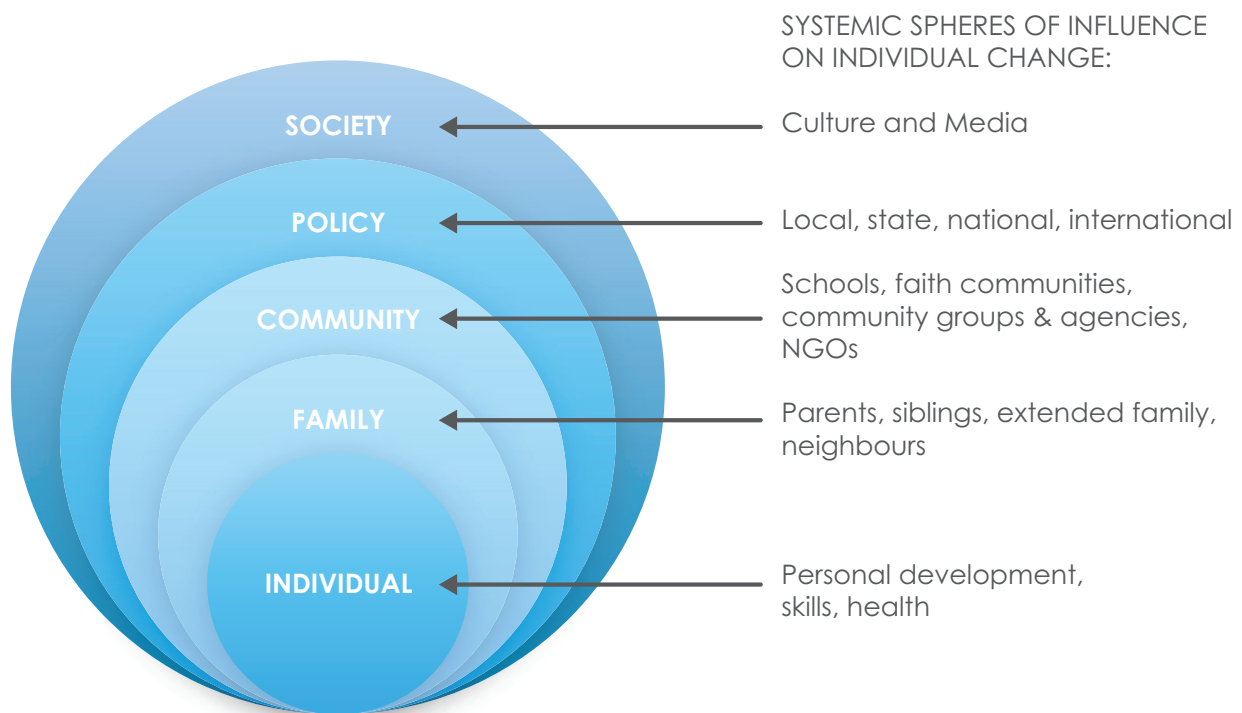 SYSTEMIC SPHERES OF INFLUENCE
ON INDIVIDUAL CHANGE:
SOCIETY
Culture and Media
POLICY
Local, state, national, international
COMMUNITY
Schools, faith communities,
community groups & agencies,
NGOs
FAMILY
Parents, siblings, extended family,
neighbours
INDIVIDUAL
Personal development,
skills, health